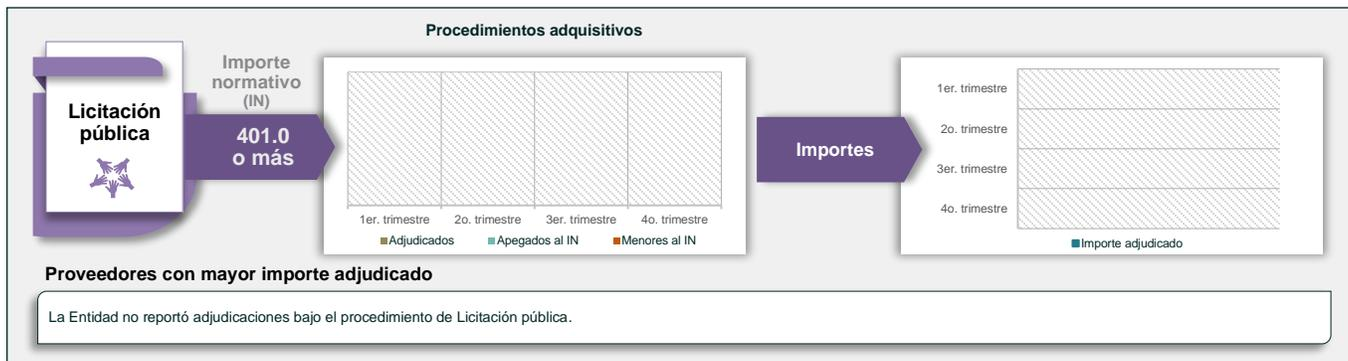 Procedimientos adquisitivos
Licitación
pública
Importe
normativo
(IN)
401.0
o más
1er. trimestre
2o. trimestre
3er. trimestre
4o. trimestre
Adjudicados
Apegados al IN
Menores al IN
Importes
1er. trimestre
2o. trimestre
3er. trimestre
4o. trimestre
Importe adjudicado
Proveedores con mayor importe adjudicado
La Entidad no reportó adjudicaciones bajo el procedimiento de Licitación pública.